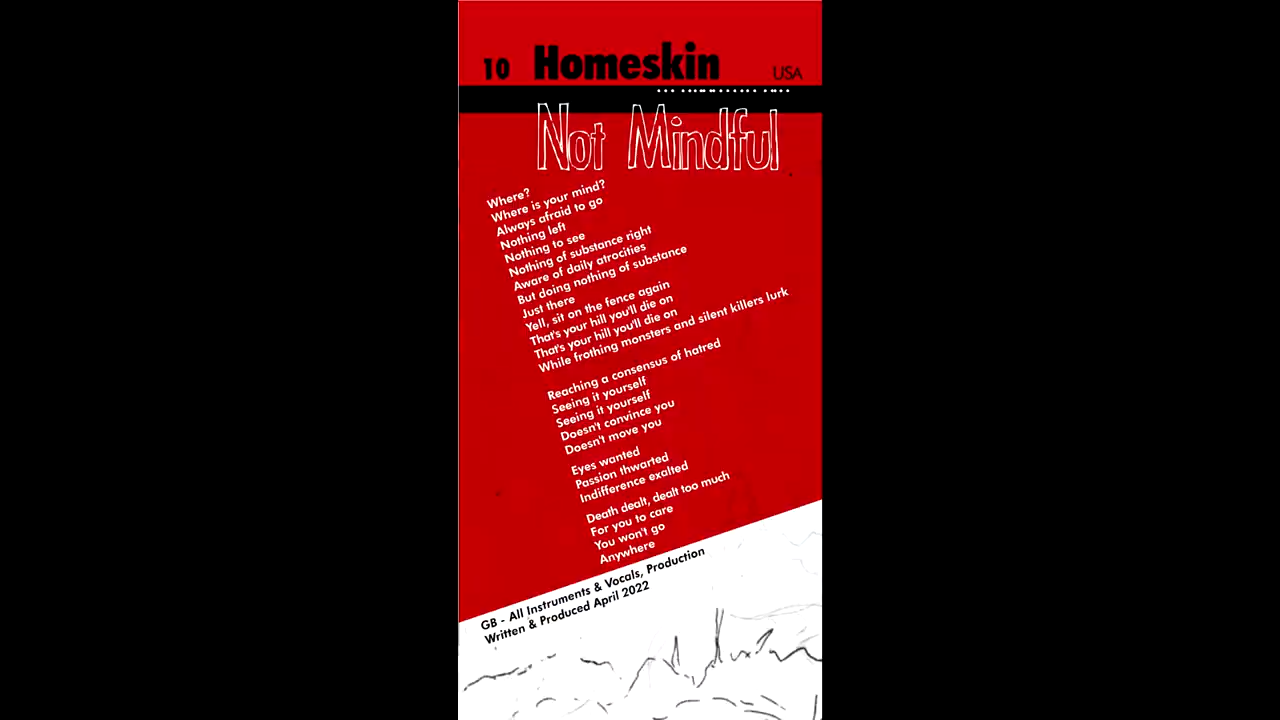 10 Homeskin USA
Not Mindful
Where?
Where is your mind?
Always afraid to go
Nothing left
Nothing to see
Nothing of substance right
Aware of daily atrocities
But doing nothing of substance
Just there
Yell, sit on the fence again
That's your hill you'll die on
That's your hill you'll die on
While frothing monsters and silent killers lurk
Reaching a consensus of hatred
Seeing it yourself
Seeing it yourself
Doesn't convince you
Doesn't move you
Eyes wanted
Passion thwarted
Indifference exalted
Death dealt, dealt too much
For you to care
You won't go
Anywhere
GB - All Instruments & Vocals, Production
Written & Produced April 2022